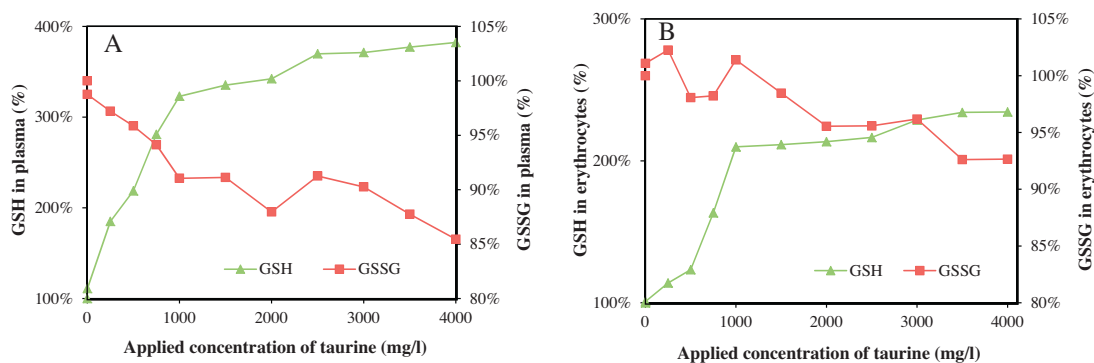 A
400%
300%
200%
100%
GSH in plasma (%)
105%
100%
95%
90%
85%
80%
GSSG in plasma (%)
GSH
GSSG
0
1000
2000
3000
4000
Applied concentration of taurine (mg/l)
B
300%
200%
100%
GSH in erythrocytes (%)
105%
100%
95%
90%
85%
80%
GSSG in erythrocytes (%)
GSH
GSSG
0
1000
2000
3000
4000
Applied concentration of taurine (mg/l)